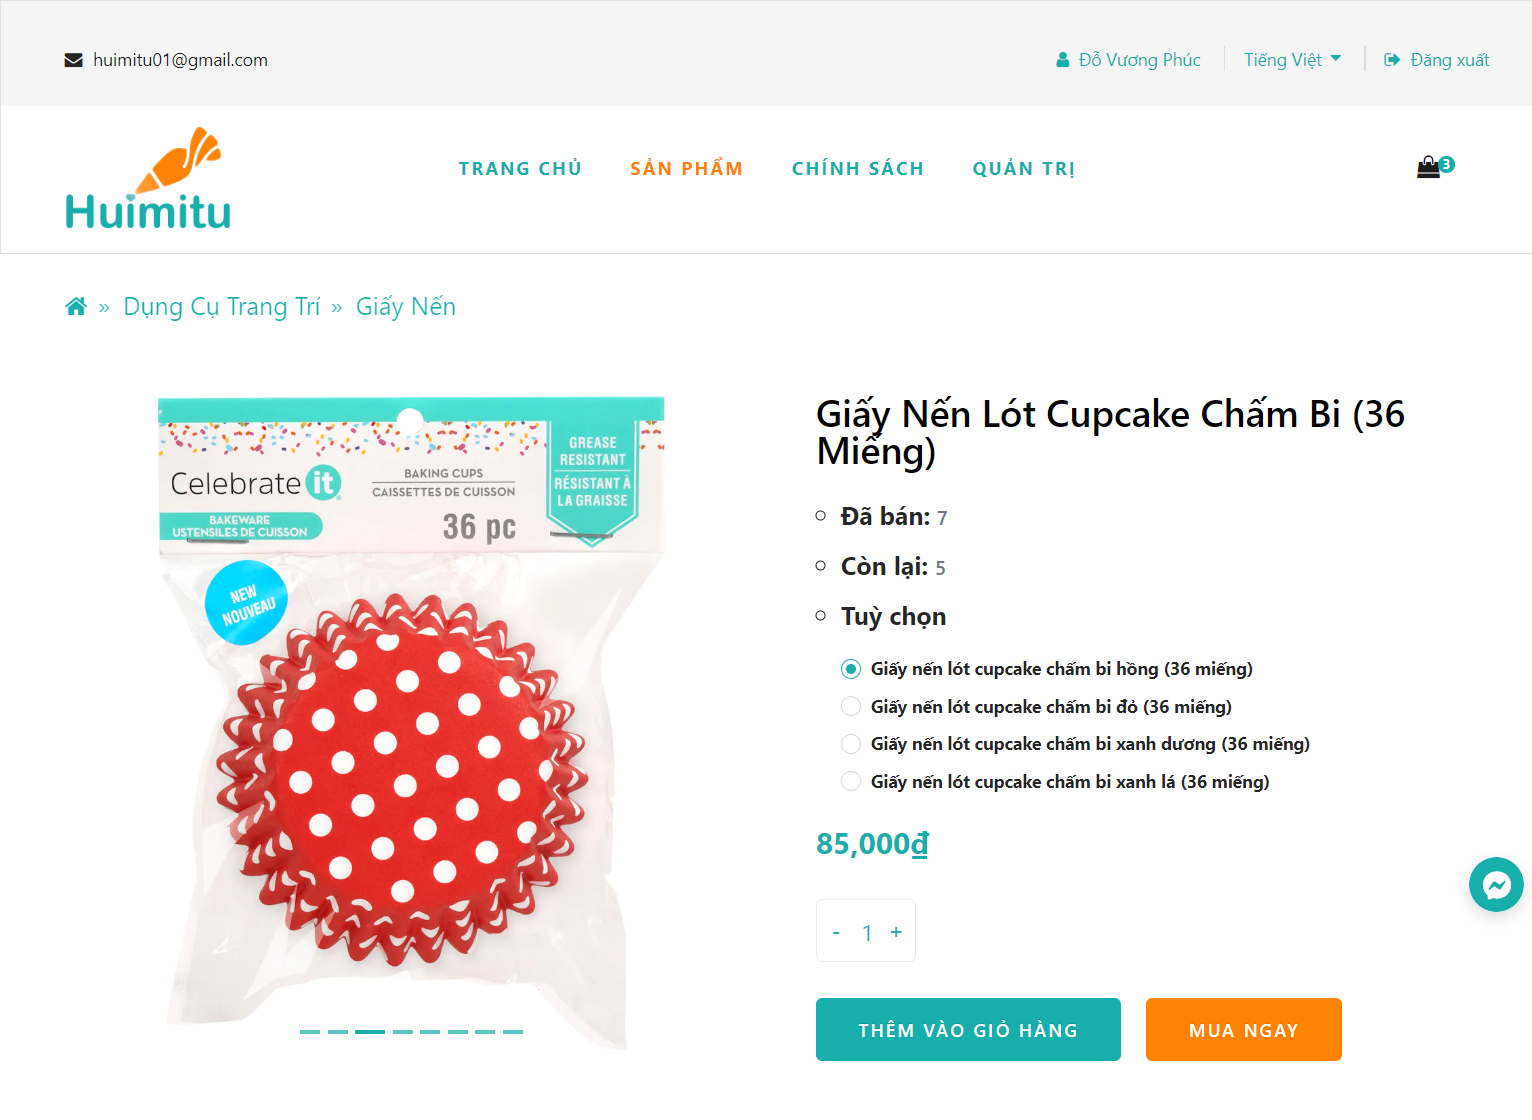 huimitu01@gmail.com
Đỗ Vương Phúc
Tiếng Việt
Đăng xuất
Huimitu
TRANG CHỦ
SẢN PHẨM
CHÍNH SÁCH
QUẢN TRỊ
3
» Dụng Cụ Trang Trí » Giấy Nến
GREASE
RESISTANT
RÉSISTANT À
LA GRAISSE
Celebrate it
BAKING CUPS
CAISSETTES DE CUISSON
BAKEWARE
USTENSILES DE CUISSON
36 pc
NEW
NOUVEAU
Giấy Nến Lót Cupcake Chấm Bi (36
Miếng)
Đã bán: 7
Còn lại: 5
Tuỳ chọn
Giấy nến lót cupcake chấm bi hồng (36 miếng)
Giấy nến lót cupcake chấm bi đỏ (36 miếng)
Giấy nến lót cupcake chấm bi xanh dương (36 miếng)
Giấy nến lót cupcake chấm bi xanh lá (36 miếng)
85,000₫
- 1 +
THÊM VÀO GIỎ HÀNG
MUA NGAY